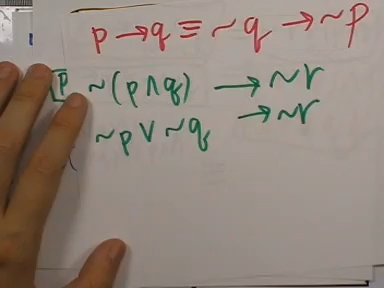 p → q ≡ ~q → ~p
~(p ∧ q) → ~r
~p ∨ ~q → ~r